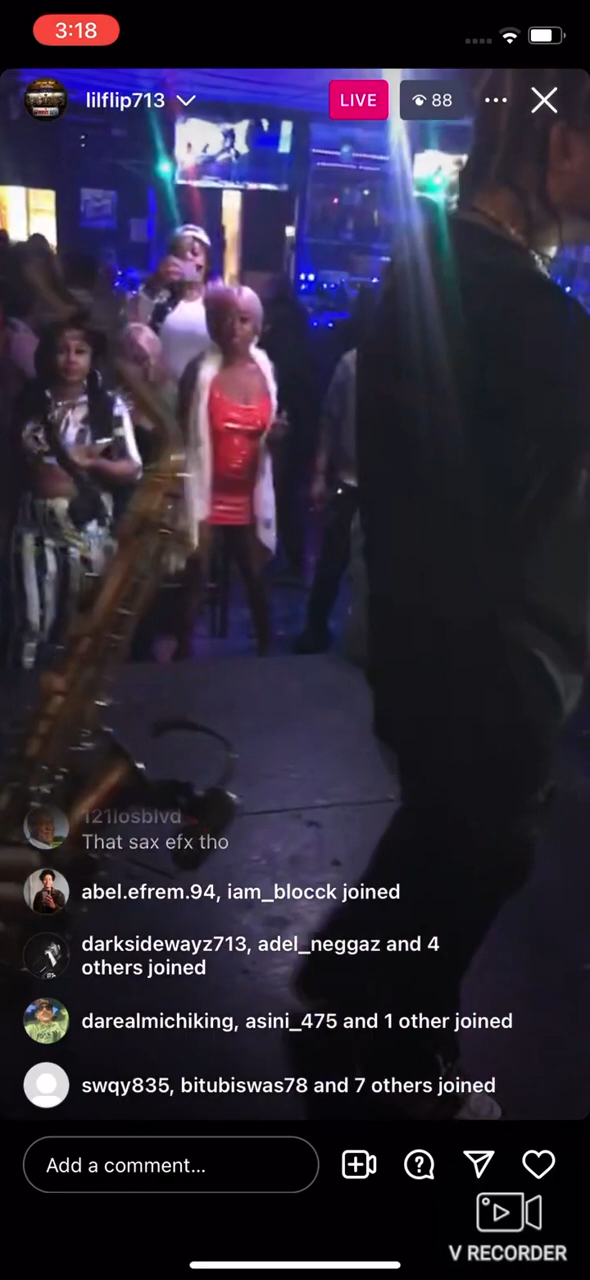 3:18
lilflip713
LIVE
88
121losblvd
That sax efx tho
abel.efrem.94, iam_blocck joined
darksidewayz713, adel_neggaz and 4
others joined
darealmichiking, asini_475 and 1 other joined
swqy835, bitubiswas78 and 7 others joined
Add a comment...
V RECORDER